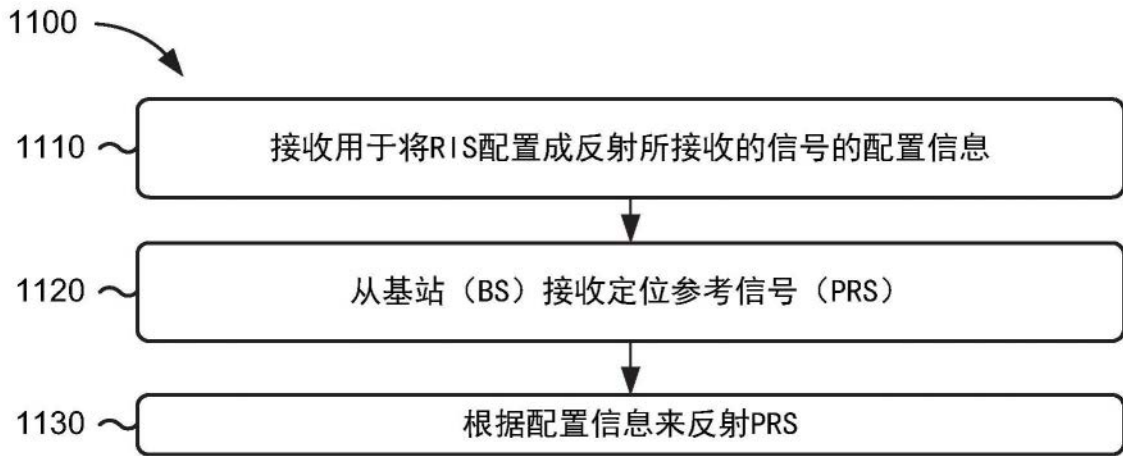 1100
1110 接收用于将RIS配置成反射所接收的信号的配置信息
1120 从基站（BS）接收定位参考信号（PRS）
1130 根据配置信息来反射PRS